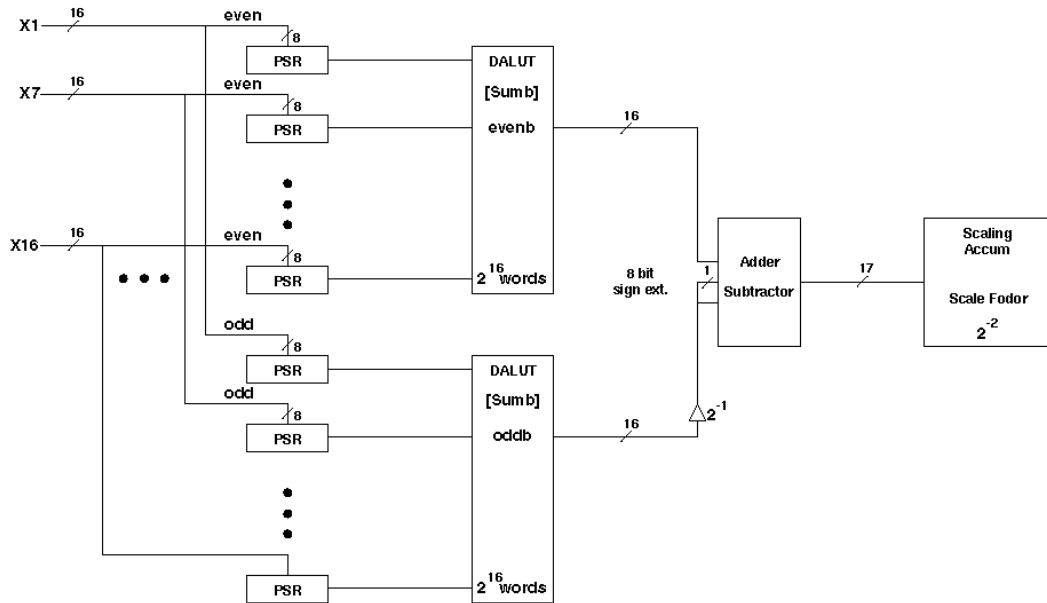 X1 16 even
8
PSR
X7 16 even
8
PSR
X16 16 even
8
PSR
odd
8
PSR
odd
8
PSR
PSR
DALUT
[Sumb]
evenb
2^16 words
DALUT
[Sumb]
oddb
2^16 words
16
16
8 bit
sign ext.
1
2^-1
Adder
Subtractor
17
Scaling
Accum
Scale Fodor
2^-2